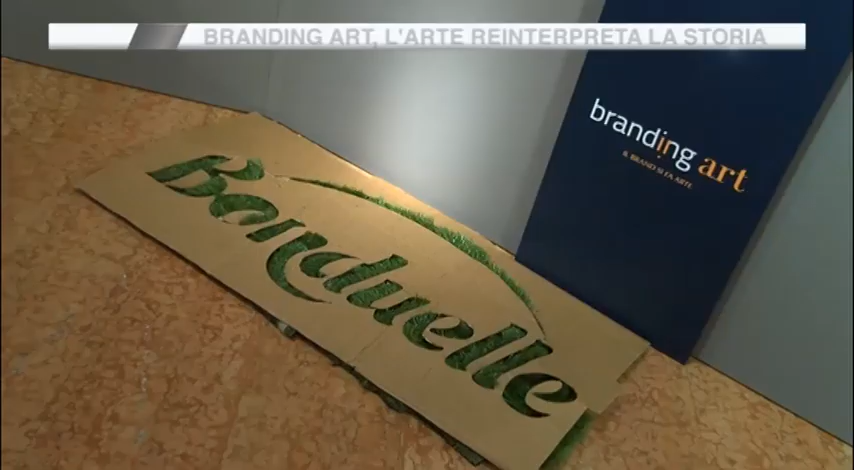 BRANDING ART, L'ARTE REINTERPRETA LA STORIA
branding art
IL BRAND SI FA ARTE
Bonduelle